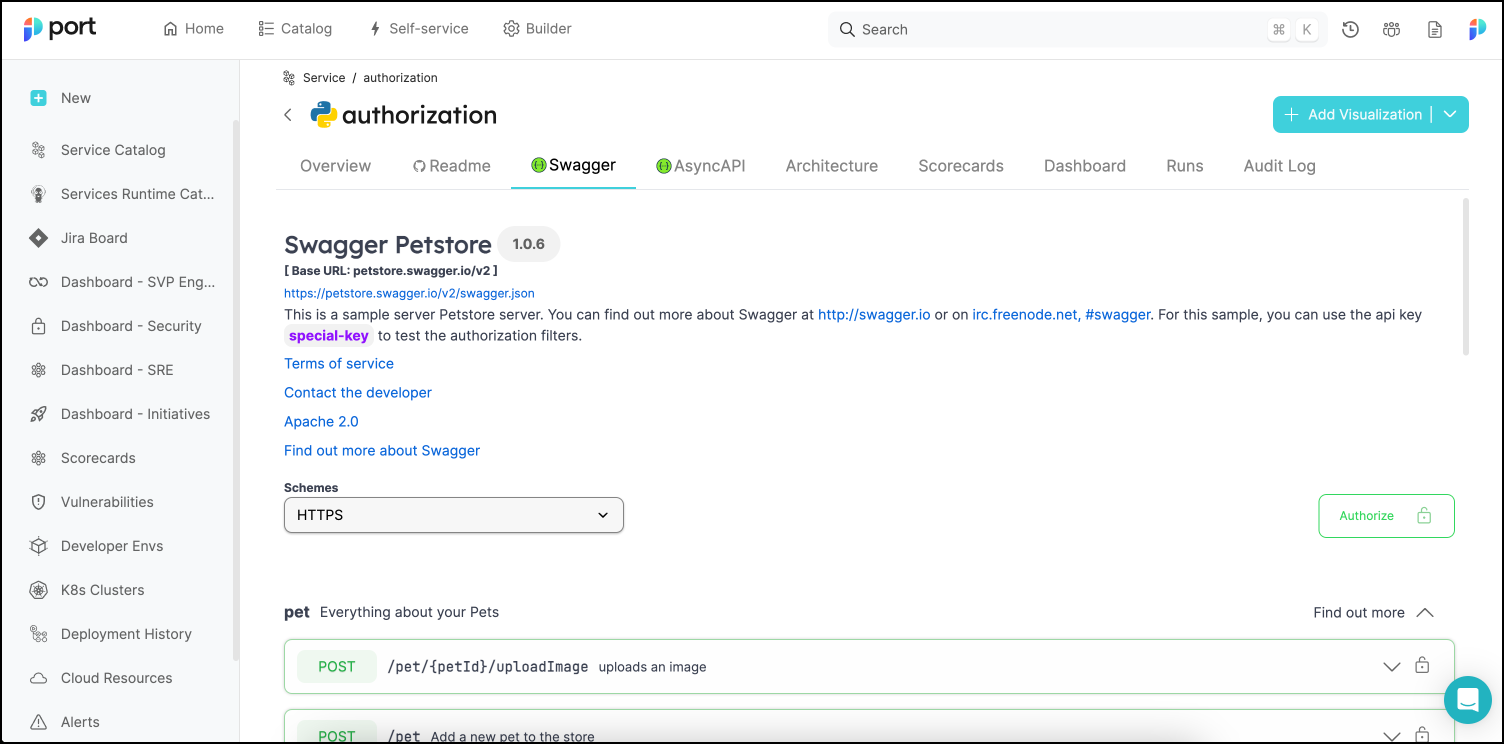 port
Home
Catalog
Self-service
Builder
Search
⌘
K
New
Service Catalog
Services Runtime Cat...
Jira Board
Dashboard - SVP Eng...
Dashboard - Security
Dashboard - SRE
Dashboard - Initiatives
Scorecards
Vulnerabilities
Developer Envs
K8s Clusters
Deployment History
Cloud Resources
Alerts
Service / authorization
authorization
Add Visualization
Overview
Readme
Swagger
AsyncAPI
Architecture
Scorecards
Dashboard
Runs
Audit Log
Swagger Petstore 1.0.6
[ Base URL: petstore.swagger.io/v2 ]
https://petstore.swagger.io/v2/swagger.json
This is a sample server Petstore server. You can find out more about Swagger at http://swagger.io or on irc.freenode.net, #swagger. For this sample, you can use the api key
special-key to test the authorization filters.
Terms of service
Contact the developer
Apache 2.0
Find out more about Swagger
Schemes
HTTPS
Authorize
pet Everything about your Pets
Find out more
POST /pet/{petId}/uploadImage uploads an image
POST /pet Add a new pet to the store